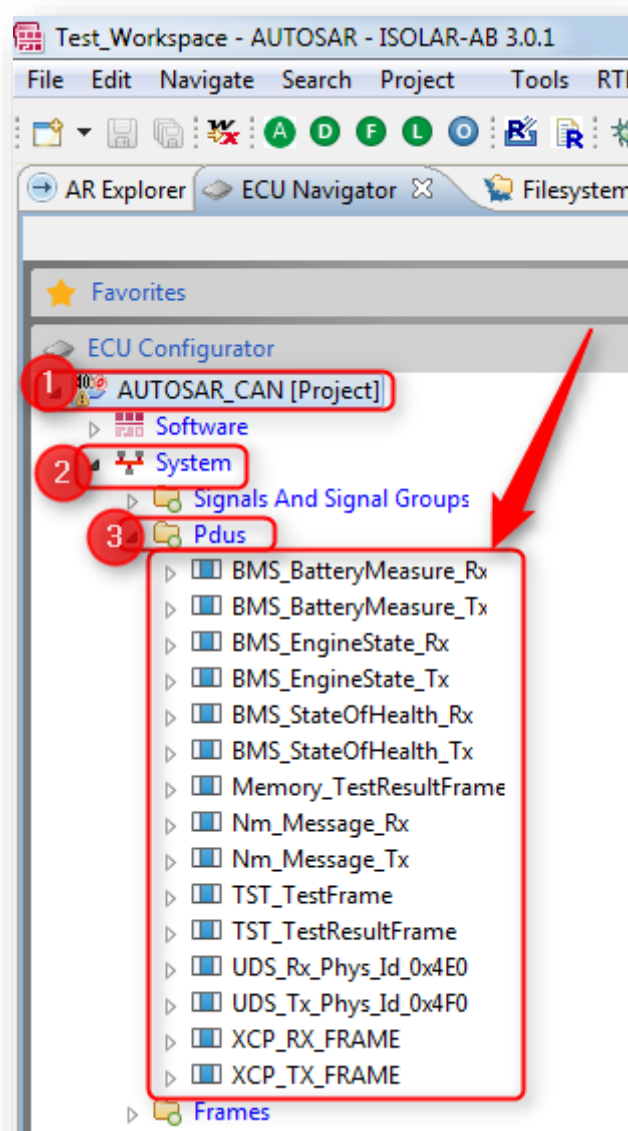 Test_Workspace - AUTOSAR - ISOLAR-AB 3.0.1
File Edit Navigate Search Project Tools
A D F L O
AR Explorer ECU Navigator Filesystem
Favorites
ECU Configurator
1 AUTOSAR_CAN [Project]
Software
2 System
Signals And Signal Groups
3 Pdus
BMS_BatteryMeasure_Rx
BMS_BatteryMeasure_Tx
BMS_EngineState_Rx
BMS_EngineState_Tx
BMS_StateOfHealth_Rx
BMS_StateOfHealth_Tx
Memory_TestResultFrame
Nm_Message_Rx
Nm_Message_Tx
TST_TestFrame
TST_TestResultFrame
UDS_Rx_Phys_Id_0x4E0
UDS_Tx_Phys_Id_0x4F0
XCP_RX_FRAME
XCP_TX_FRAME
Frames